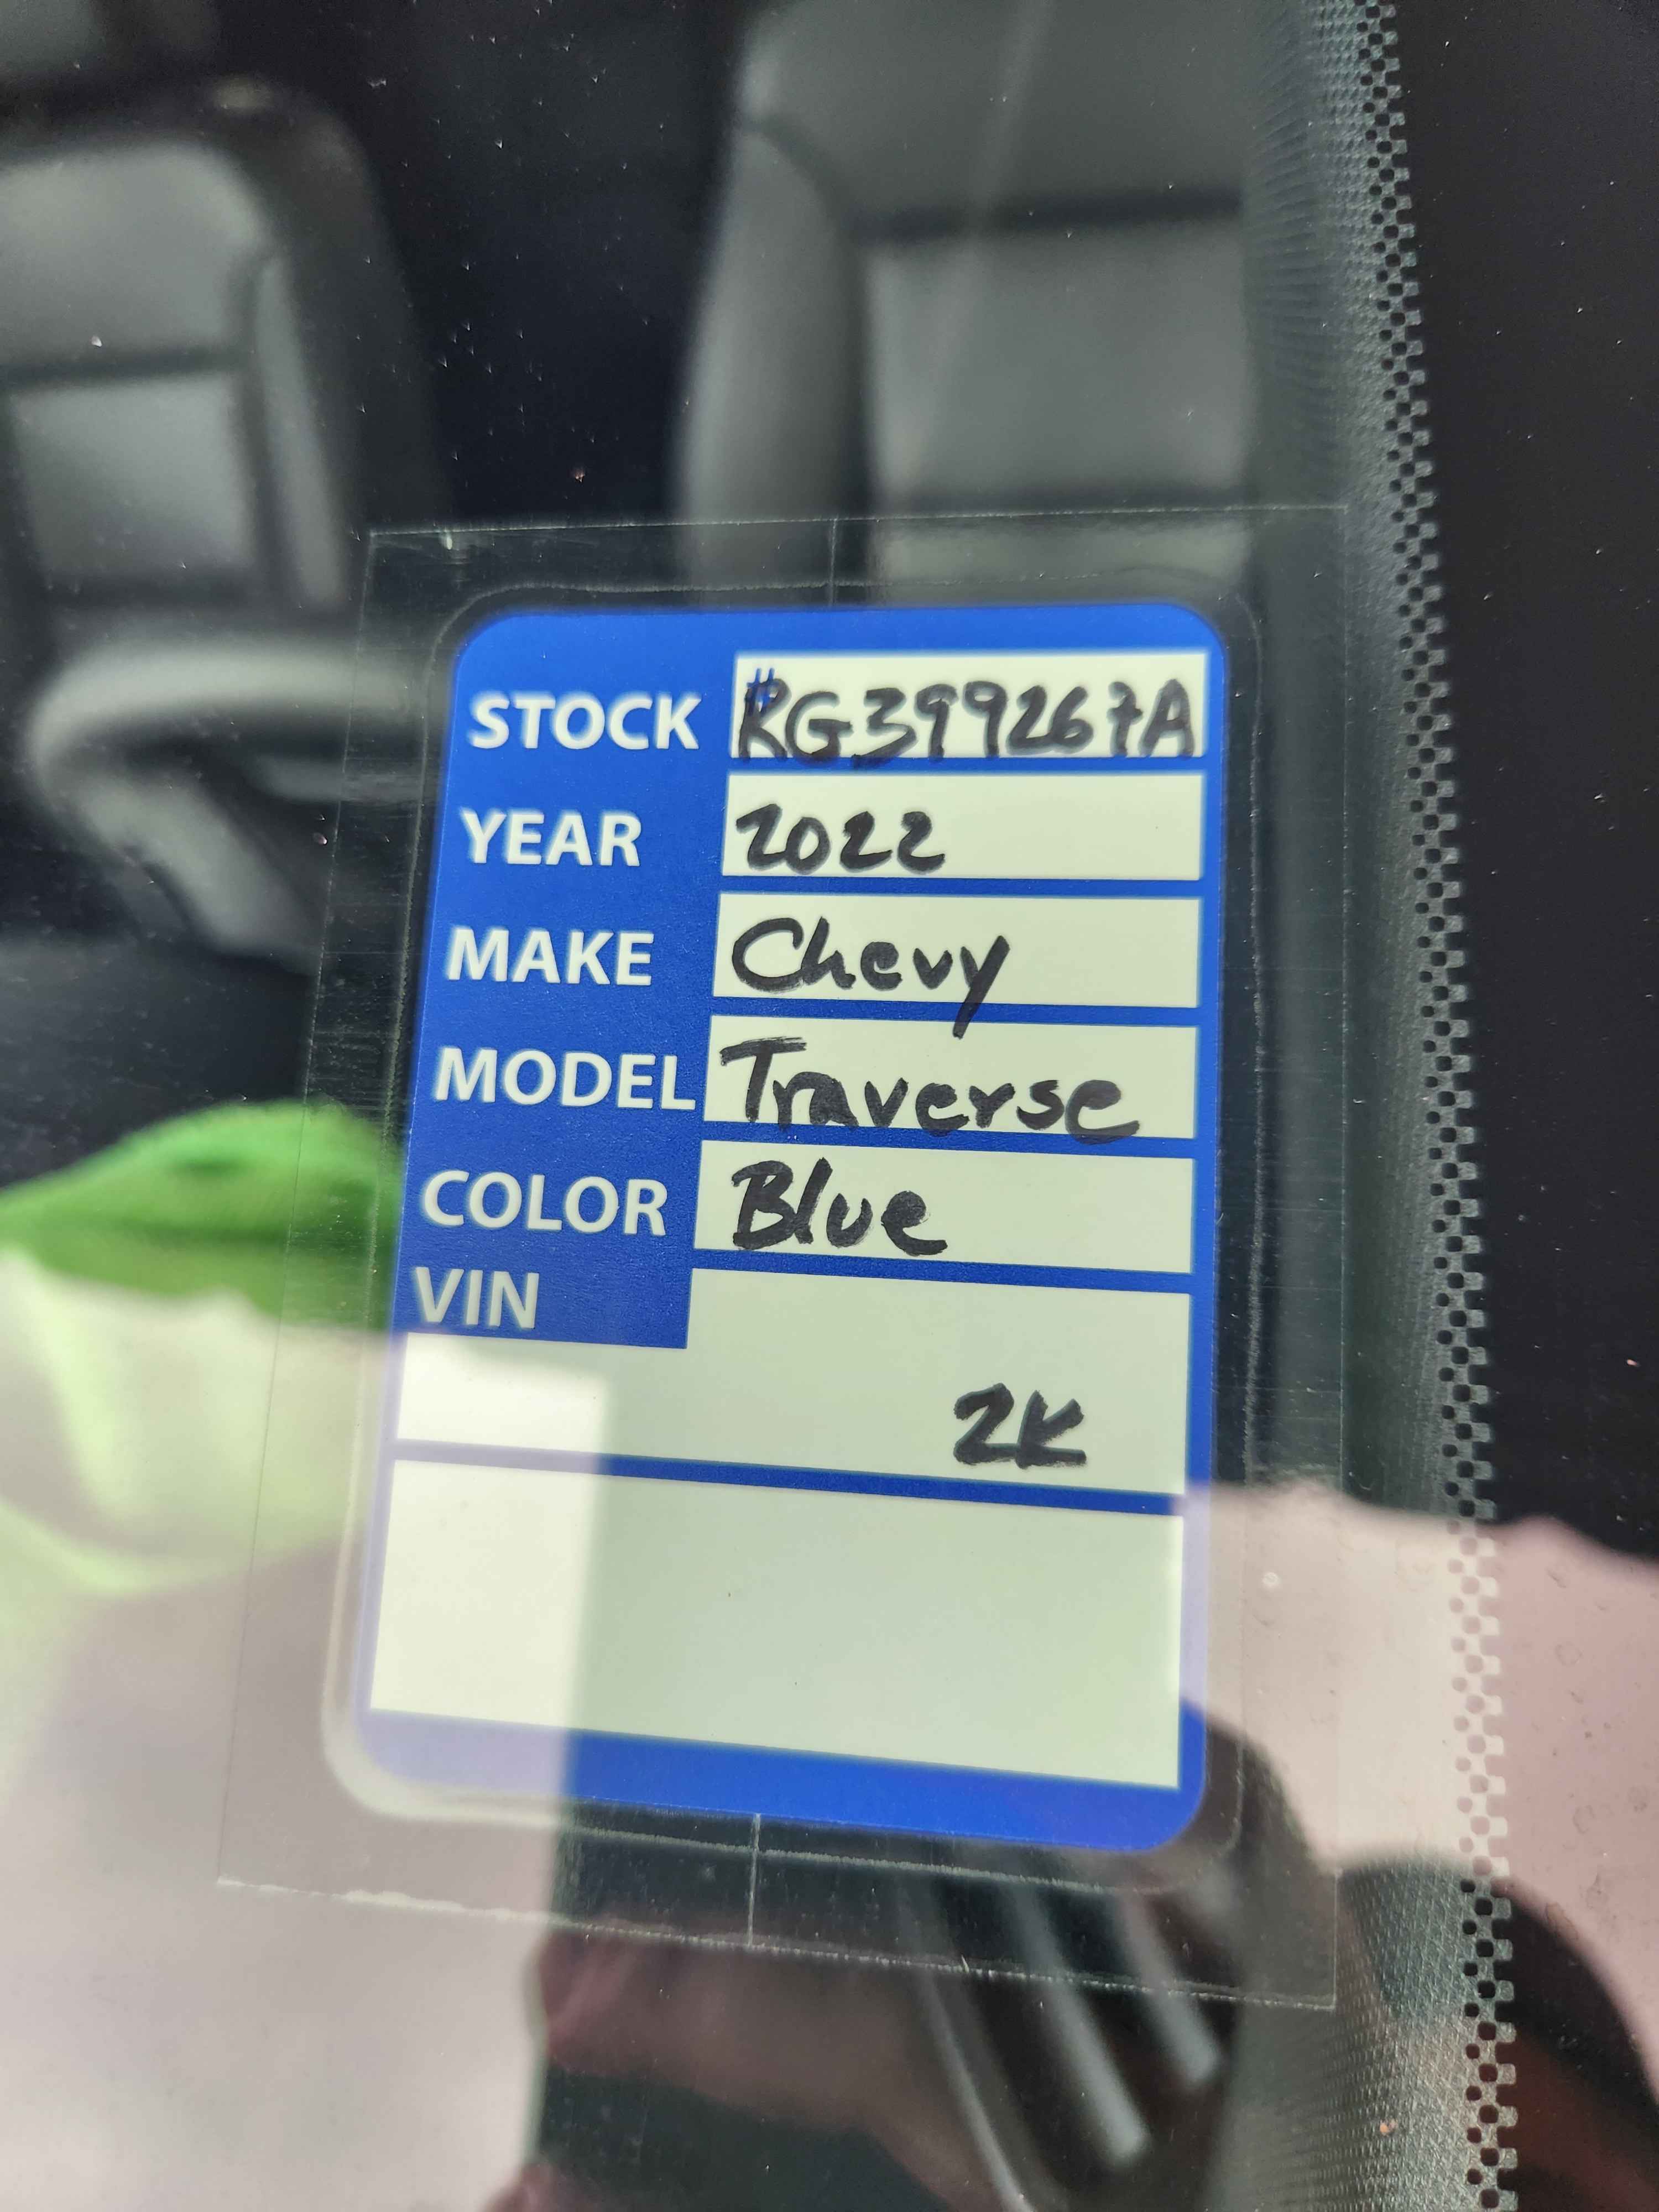 STOCK #RG399267A
YEAR 2022
MAKE Chevy
MODEL Traverse
COLOR Blue
VIN
2K